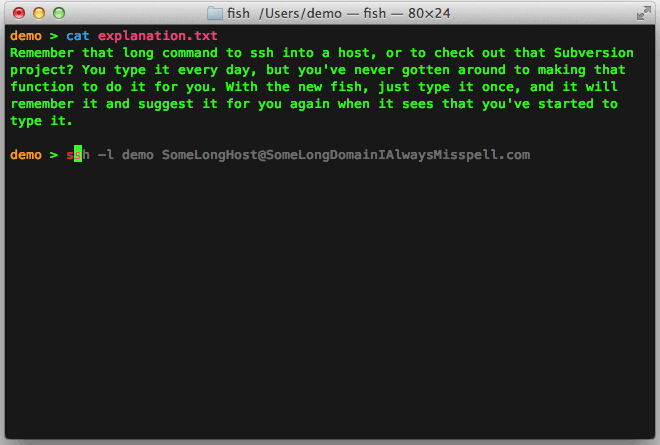 fish /Users/demo — fish — 80×24
demo > cat explanation.txt
Remember that long command to ssh into a host, or to check out that Subversion
project? You type it every day, but you've never gotten around to making that
function to do it for you. With the new fish, just type it once, and it will
remember it and suggest it for you again when it sees that you've started to
type it.
demo > ssh -l demo SomeLongHost@SomeLongDomainIAlwaysMisspell.com